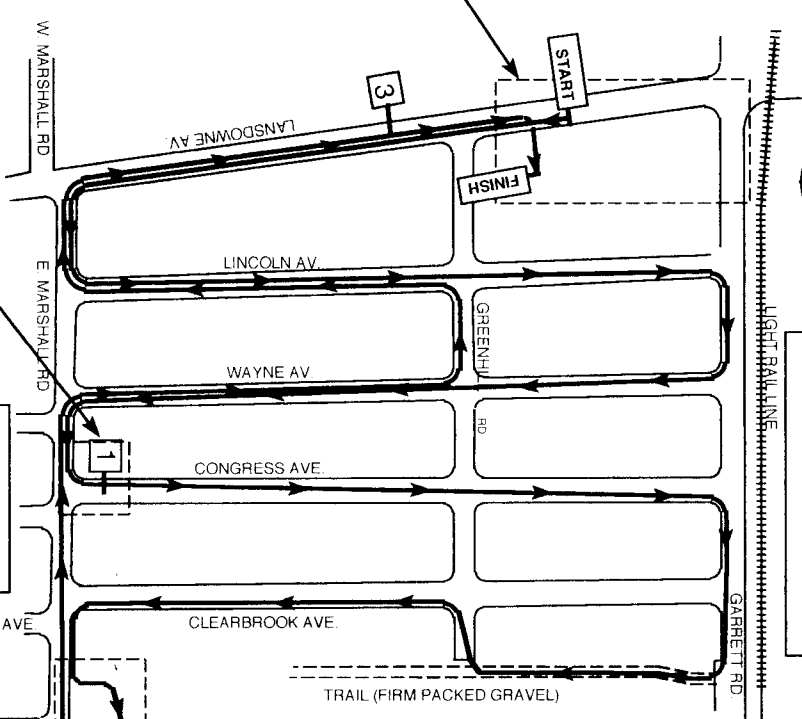 W. MARSHALL RD
START
3
LANSDOWNE AV.
FINISH
LINCOLN AV.
E MARSHALL RD
GREENHI
RD
LIGHT RAIL LINE
WAYNE AV
1
CONGRESS AVE.
AVE
CLEARBROOK AVE.
GARRETT RD.
TRAIL (FIRM PACKED GRAVEL)